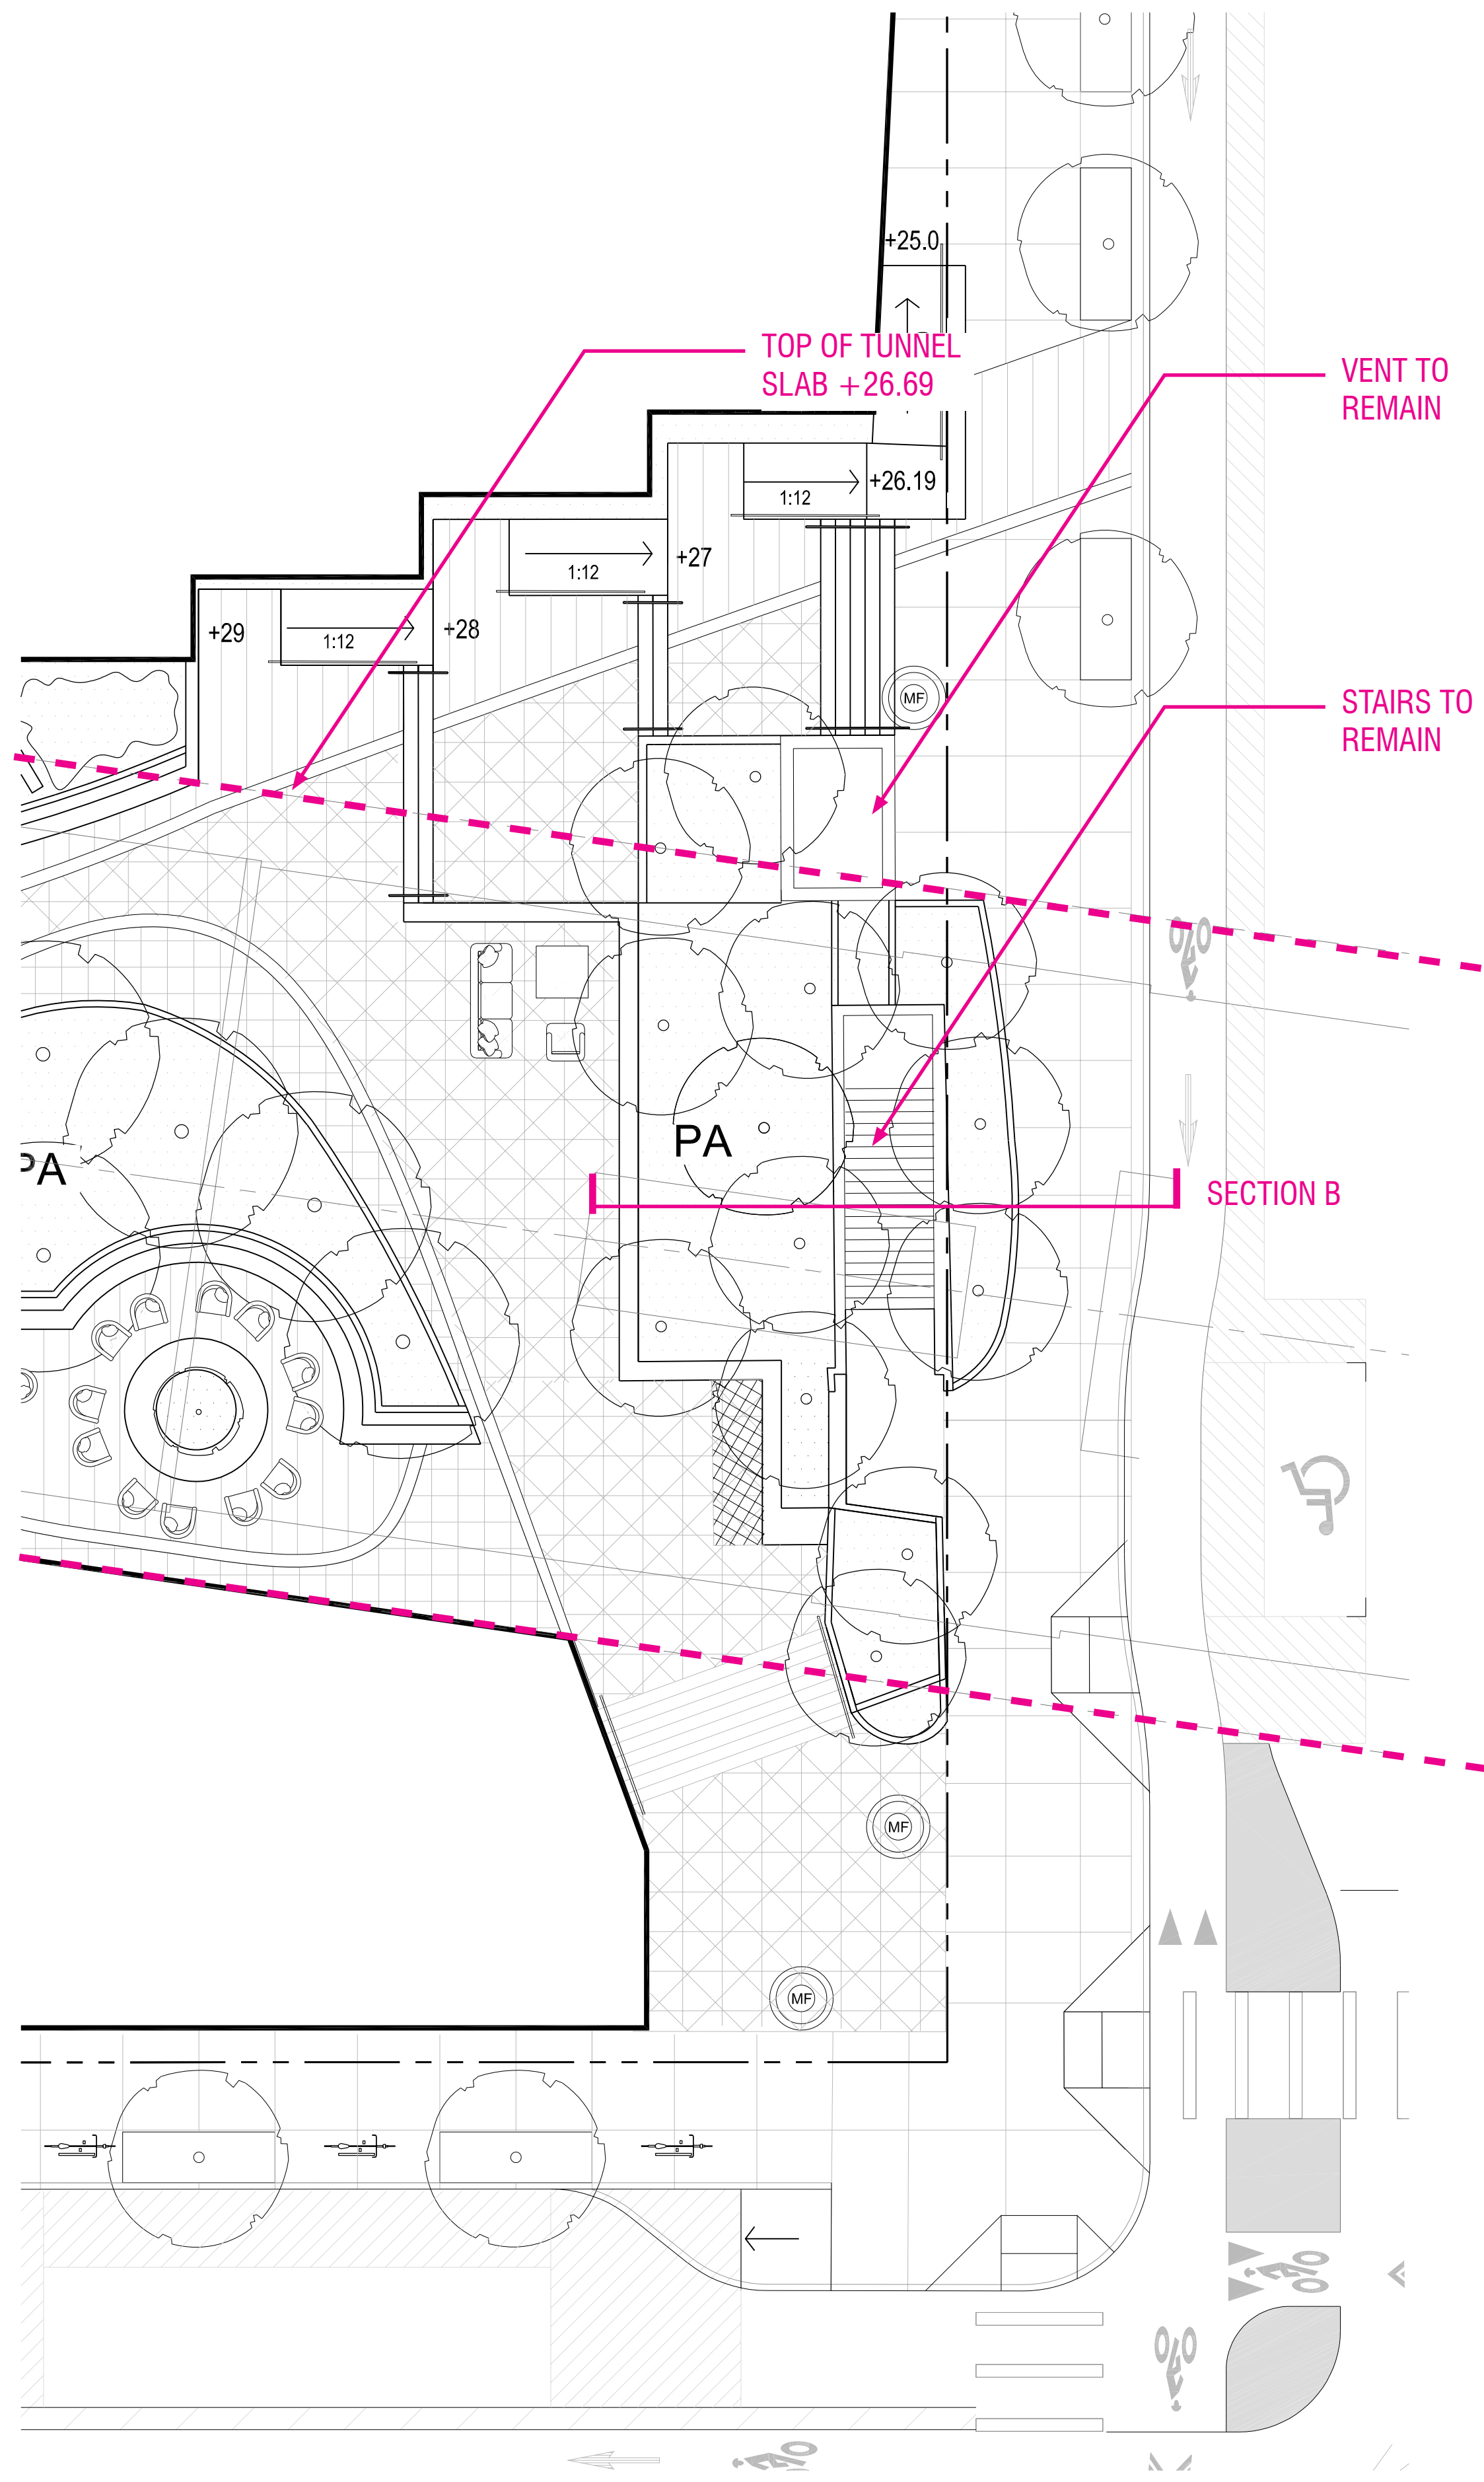 +25.0
TOP OF TUNNEL
SLAB +26.69
VENT TO
REMAIN
+26.19
1:12
+27
1:12
+29
1:12
+28
MF
STAIRS TO
REMAIN
PA
PA
SECTION B
MF
MF